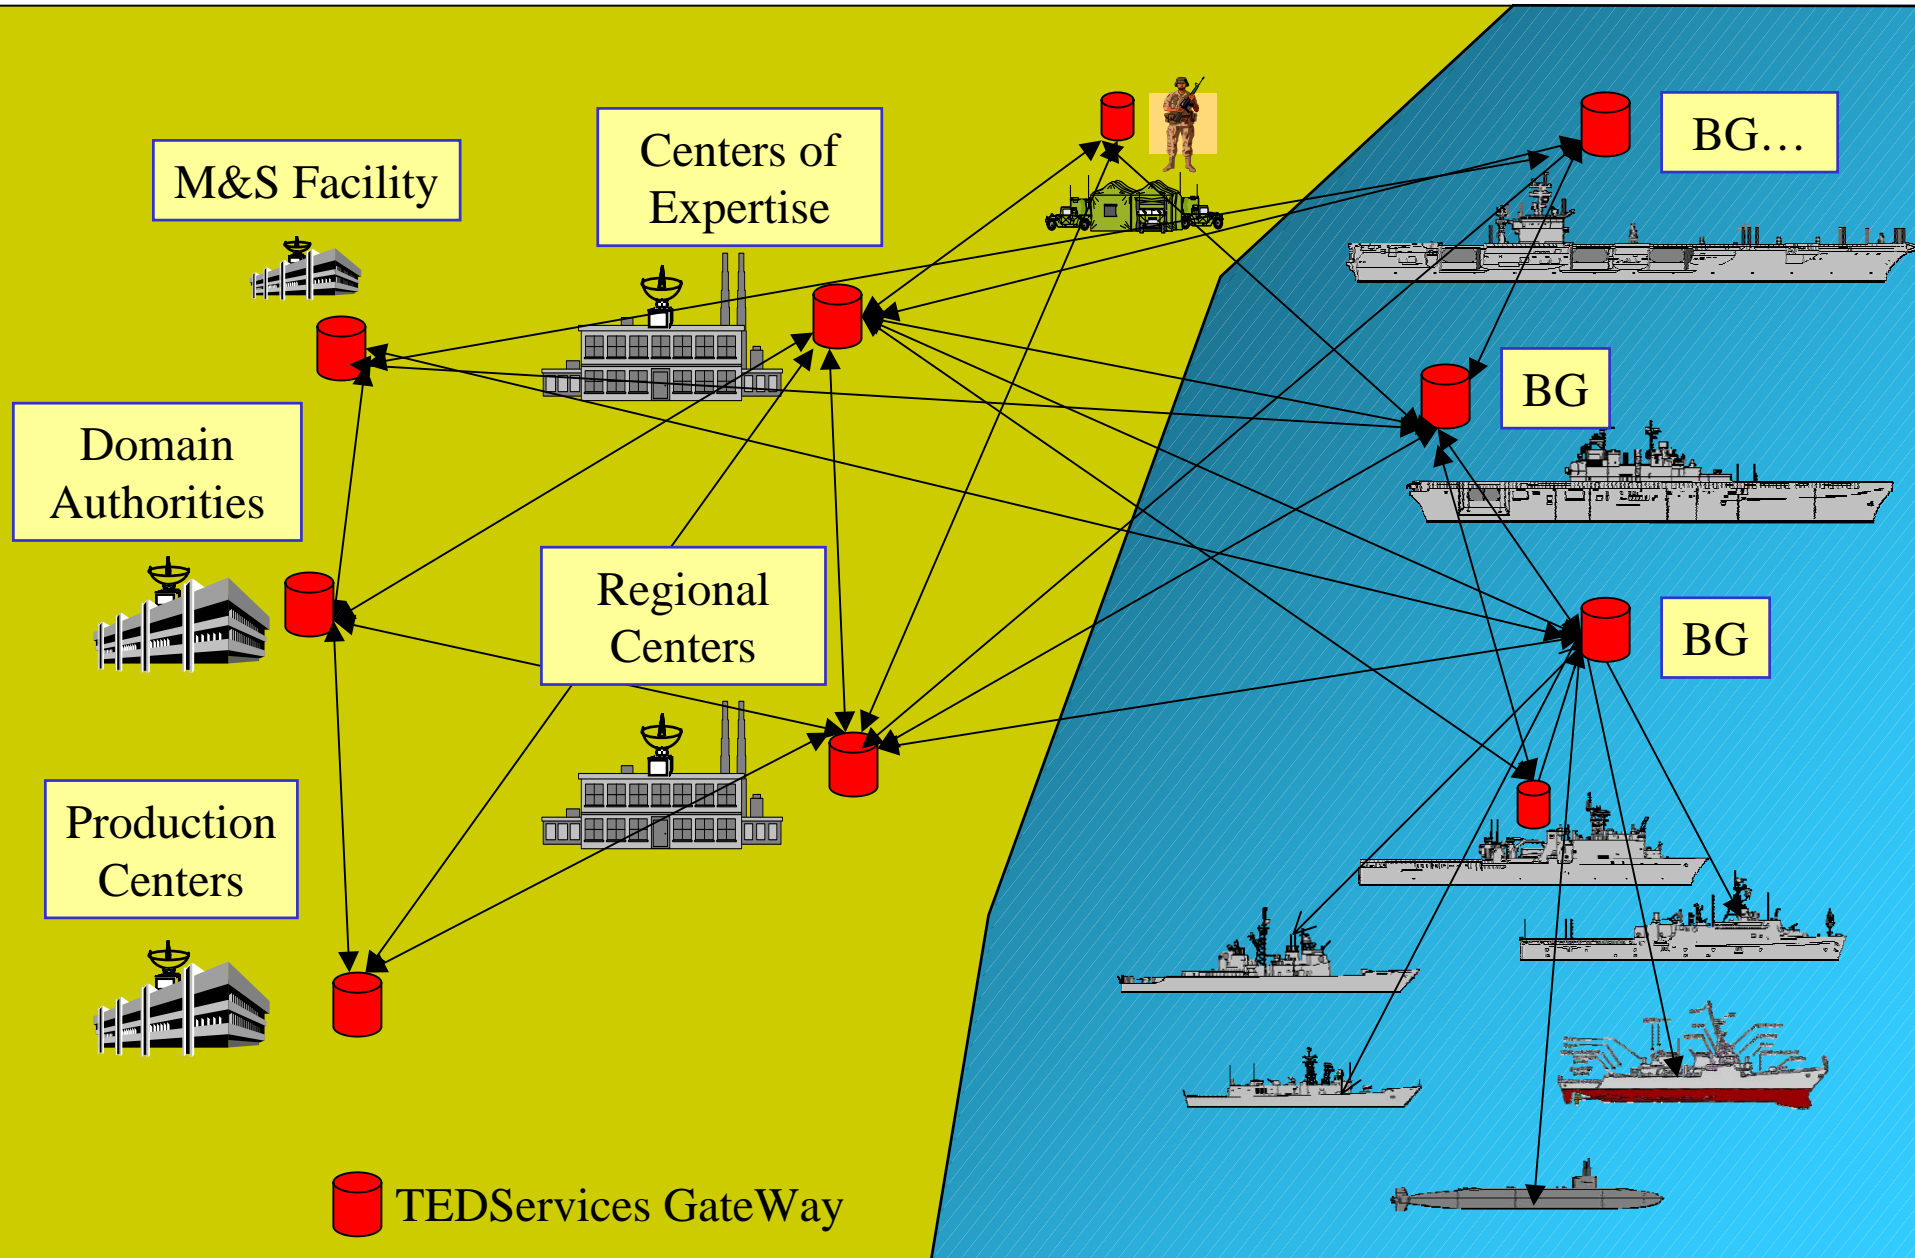 M&S Facility
Centers of
Expertise
BG…
BG
Domain
Authorities
Regional
Centers
BG
Production
Centers
TEDServices GateWay